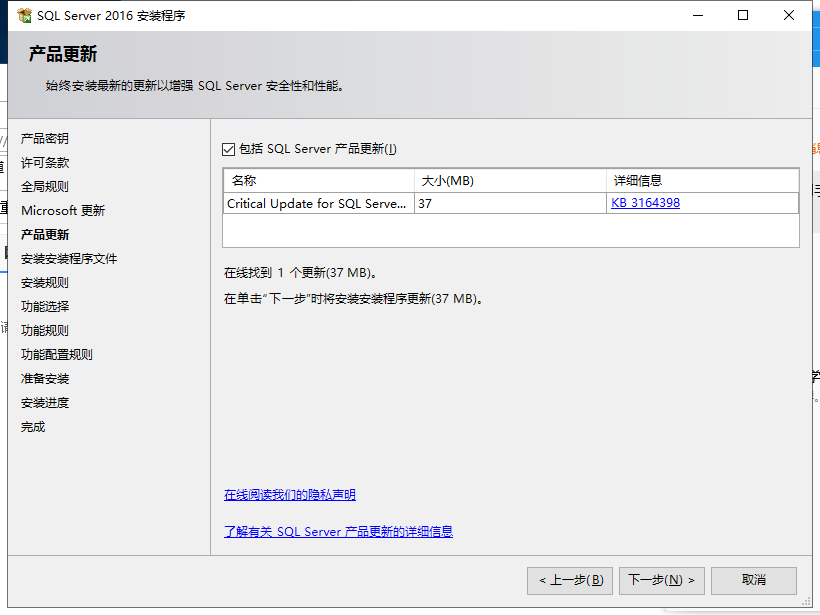 SQL Server 2016 安装程序
产品更新
始终安装最新的更新以增强 SQL Server 安全性和性能。
产品密钥
许可条款
全局规则
Microsoft 更新
产品更新
安装安装程序文件
安装规则
功能选择
功能规则
功能配置规则
准备安装
安装进度
完成
包括 SQL Server 产品更新(I)
名称 大小(MB) 详细信息
Critical Update for SQL Serve... 37 KB 3164398
在线找到 1 个更新(37 MB)。
在单击"下一步"时将安装安装程序更新(37 MB)。
在线阅读我们的隐私声明
了解有关 SQL Server 产品更新的详细信息
< 上一步(B) 下一步(N) > 取消